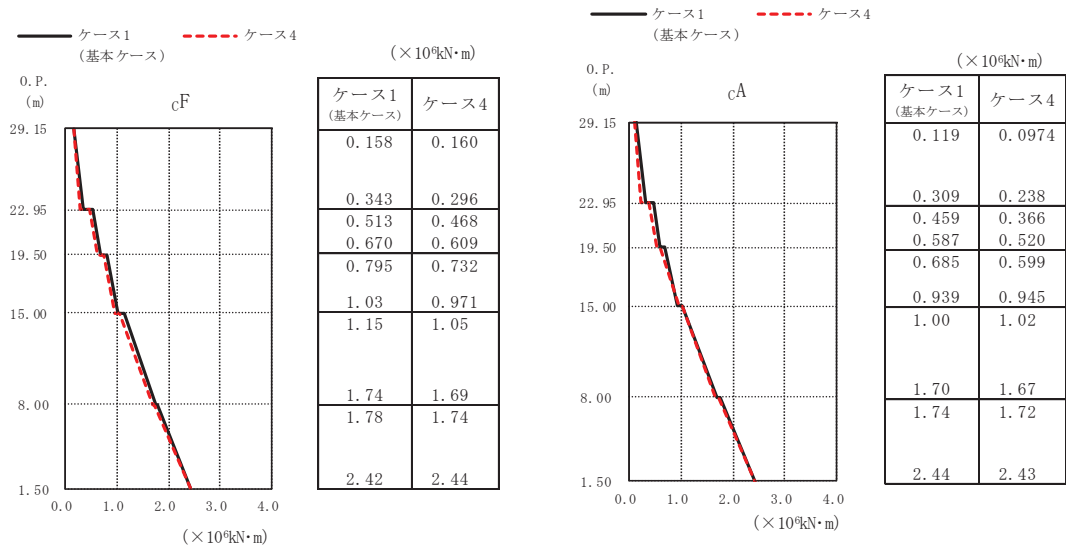 ケース1 ケース4
(基本ケース)
(×10⁶kN・m)
O.P.
(m)
cF
ケース1 ケース4
(基本ケース)
29.15
22.95
19.50
15.00
8.00
1.50
0.0 1.0 2.0 3.0 4.0
(×10⁶kN・m)
0.158 0.160
0.343 0.296
0.513 0.468
0.670 0.609
0.795 0.732
1.03 0.971
1.15 1.05
1.74 1.69
1.78 1.74
2.42 2.44
ケース1 ケース4
(基本ケース)
(×10⁶kN・m)
O.P.
(m)
cA
ケース1 ケース4
(基本ケース)
29.15
22.95
19.50
15.00
8.00
1.50
0.0 1.0 2.0 3.0 4.0
(×10⁶kN・m)
0.119 0.0974
0.309 0.238
0.459 0.366
0.587 0.520
0.685 0.599
0.939 0.945
1.00 1.02
1.70 1.67
1.74 1.72
2.44 2.43